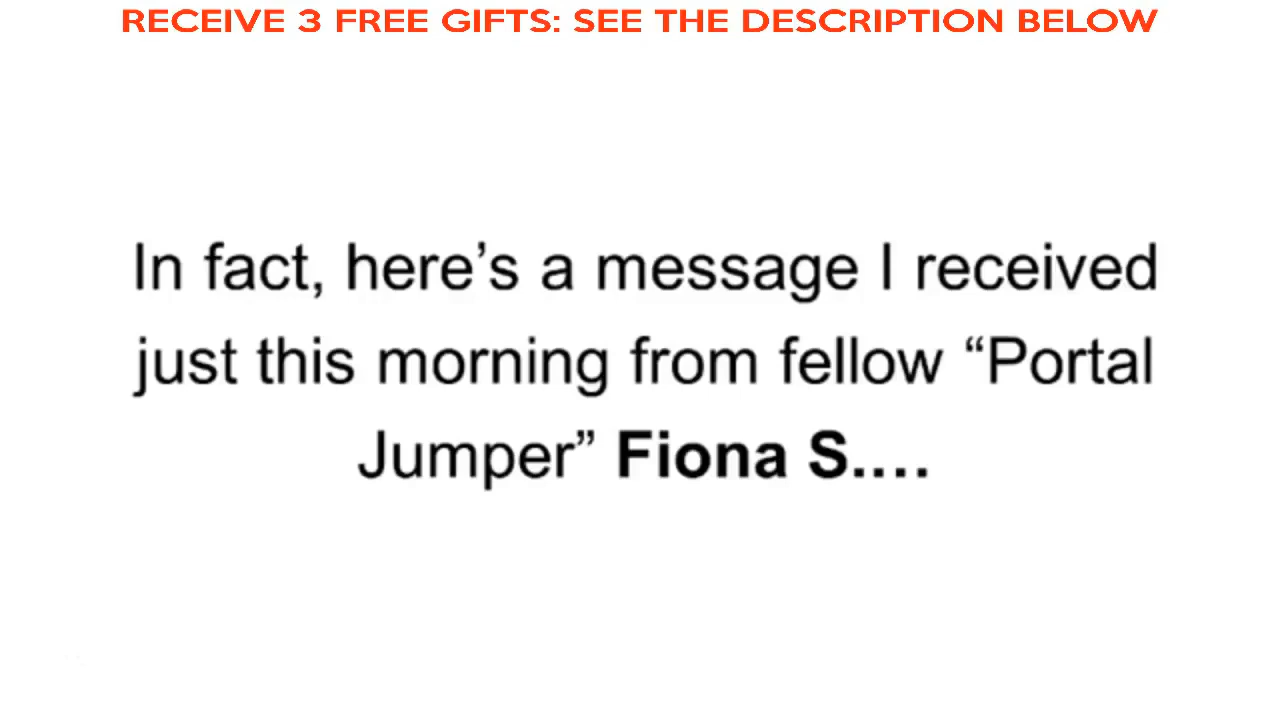 RECEIVE 3 FREE GIFTS: SEE THE DESCRIPTION BELOW
In fact, here’s a message I received
just this morning from fellow “Portal
Jumper” Fiona S.…